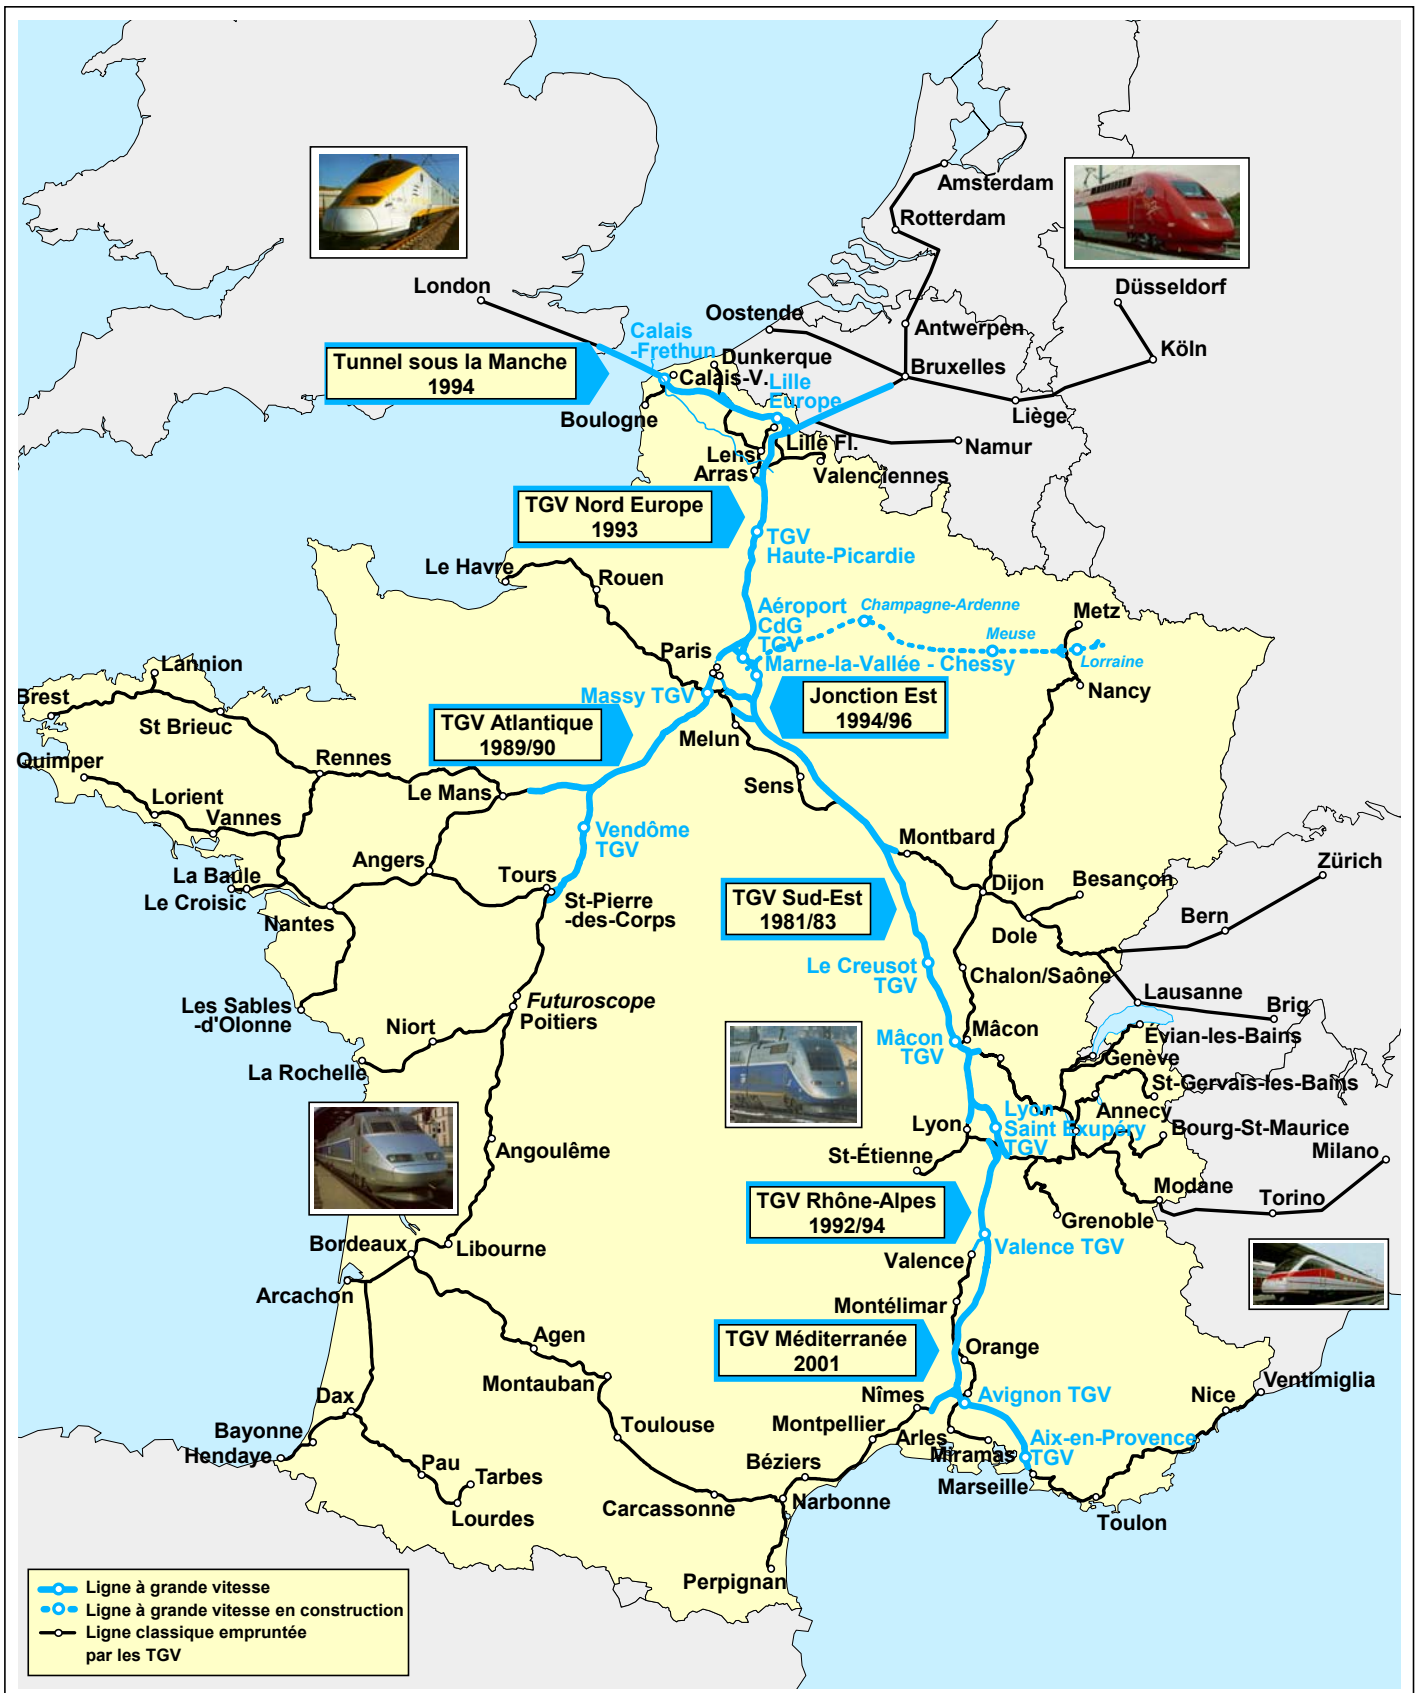 Amsterdam
Rotterdam
London
Düsseldorf
Oostende
Antwerpen
Calais
-Frethun
Dunkerque
Köln
Tunnel sous la Manche
1994
Calais-V.
Lille
Europe
Bruxelles
Boulogne
Liège
Lille Fl.
Namur
Lens
Arras
Valenciennes
TGV Nord Europe
1993
TGV
Haute-Picardie
Le Havre
Rouen
Aéroport
CdG
TGV
Champagne-Ardenne
Metz
Meuse
Lorraine
Paris
Marne-la-Vallée - Chessy
Lannion
Brest
Massy TGV
Jonction Est
1994/96
Nancy
St Brieuc
TGV Atlantique
1989/90
Melun
Quimper
Rennes
Le Mans
Sens
Lorient
Vannes
Vendôme
TGV
Montbard
Angers
Zürich
La Baule
Le Croisic
Tours
St-Pierre
-des-Corps
TGV Sud-Est
1981/83
Dijon
Besançon
Nantes
Dole
Bern
Le Creusot
TGV
Chalon/Saône
Les Sables
-d'Olonne
Futuroscope
Poitiers
Lausanne
Brig
Niort
Mâcon
TGV
Mâcon
Évian-les-Bains
Genève
La Rochelle
St-Gervais-les-Bains
Annecy
Lyon
Lyon
Saint Exupéry
TGV
Bourg-St-Maurice
Milano
Angoulême
St-Étienne
Modane
Torino
TGV Rhône-Alpes
1992/94
Grenoble
Bordeaux
Libourne
Valence
Valence TGV
Arcachon
Montélimar
Agen
TGV Méditerranée
2001
Orange
Montauban
Ventimiglia
Dax
Nîmes
Avignon TGV
Nice
Bayonne
Hendaye
Toulouse
Montpellier
Arles
Miramas
Aix-en-Provence
TGV
Pau
Tarbes
Béziers
Marseille
Lourdes
Carcassonne
Narbonne
Toulon
Perpignan
Ligne à grande vitesse
Ligne à grande vitesse en construction
Ligne classique empruntée
par les TGV